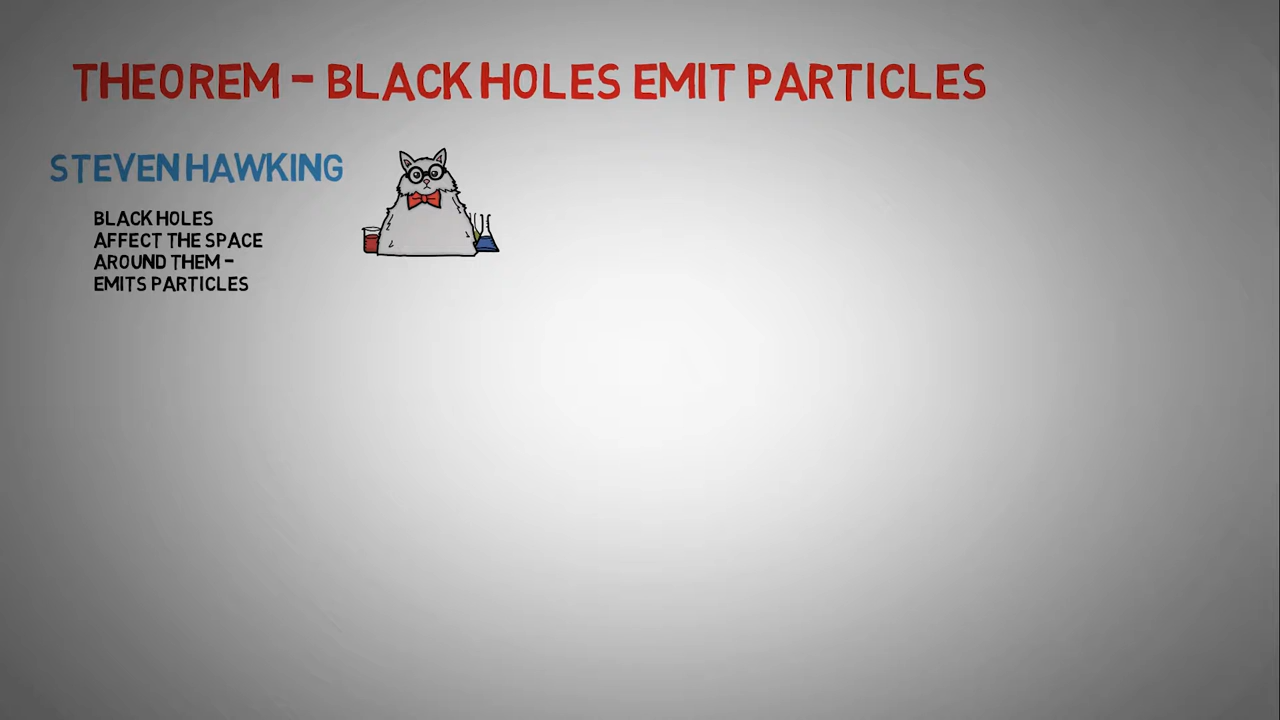 THEOREM - BLACK HOLES EMIT PARTICLES
STEVEN HAWKING
BLACK HOLES
AFFECT THE SPACE
AROUND THEM -
EMITS PARTICLES